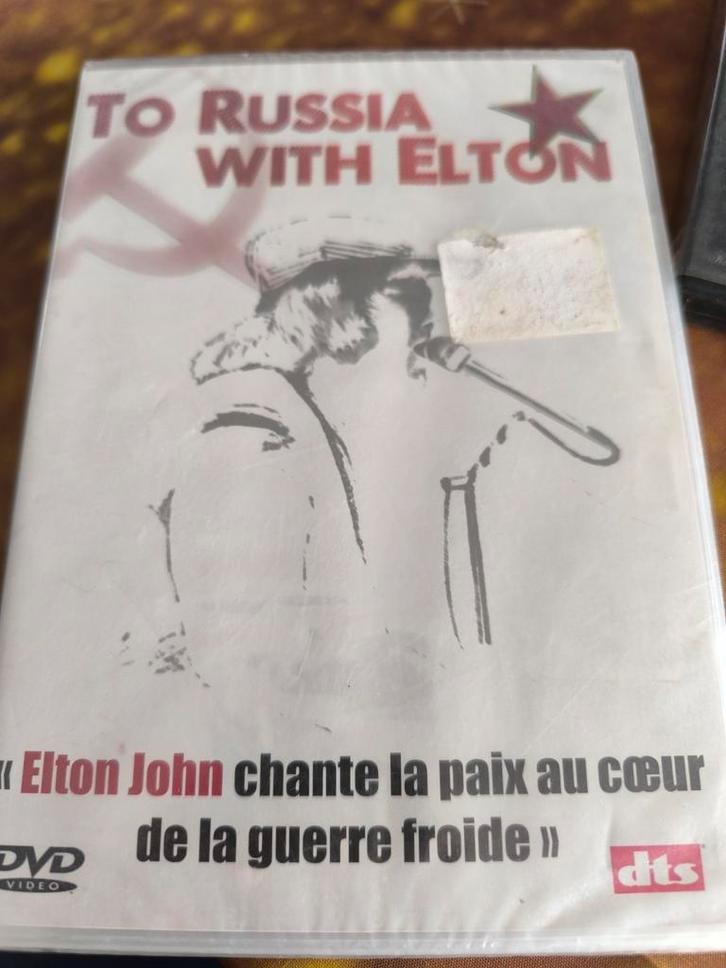 To Russia
with Elton
« Elton John chante la paix au cœur
de la guerre froide »
DVD
VIDEO
dts